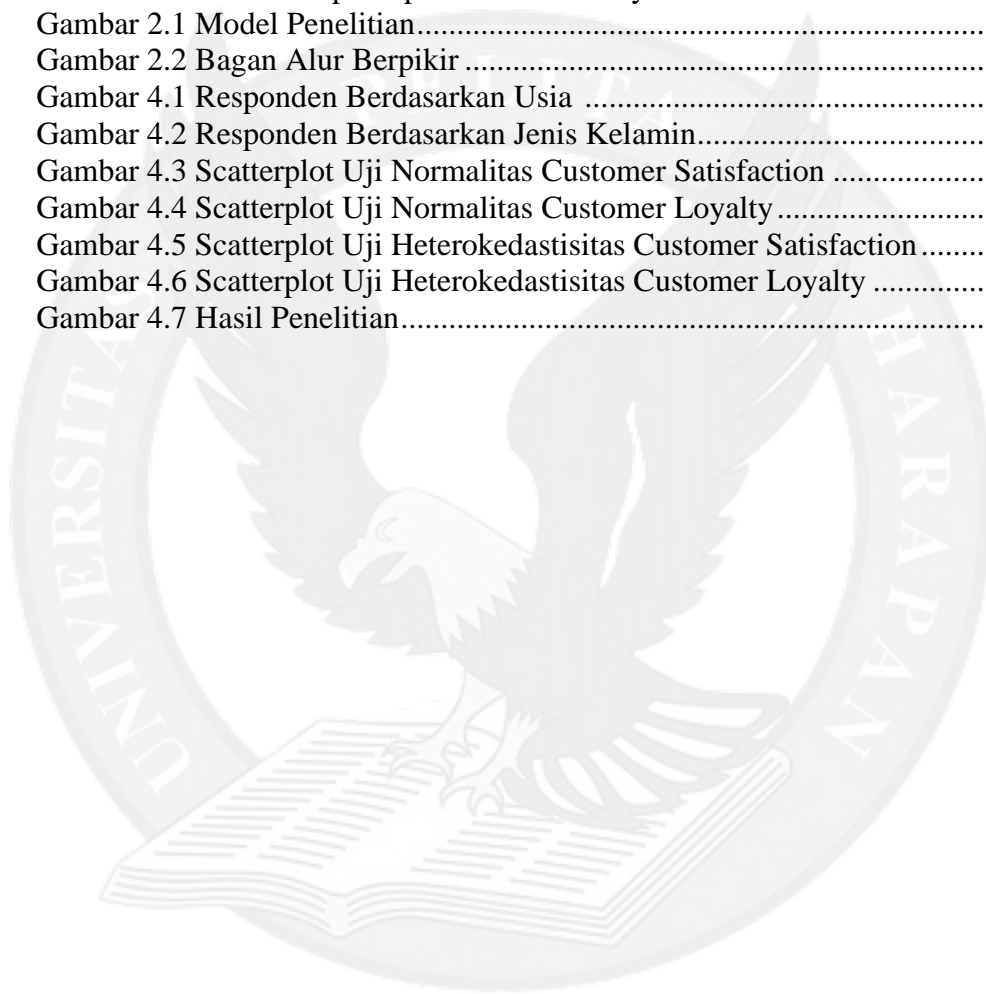 Gambar 2.1 Model Penelitian.......................................................................................................
Gambar 2.2 Bagan Alur Berpikir ...............................................................................................
Gambar 4.1 Responden Berdasarkan Usia ..........................................................................
Gambar 4.2 Responden Berdasarkan Jenis Kelamin.....................................................
Gambar 4.3 Scatterplot Uji Normalitas Customer Satisfaction .................
Gambar 4.4 Scatterplot Uji Normalitas Customer Loyalty.......................
Gambar 4.5 Scatterplot Uji Heterokedastisitas Customer Satisfaction........
Gambar 4.6 Scatterplot Uji Heterokedastisitas Customer Loyalty .............
Gambar 4.7 Hasil Penelitian.........................................................................................................
UNIVERSITAS PELITA HARAPAN